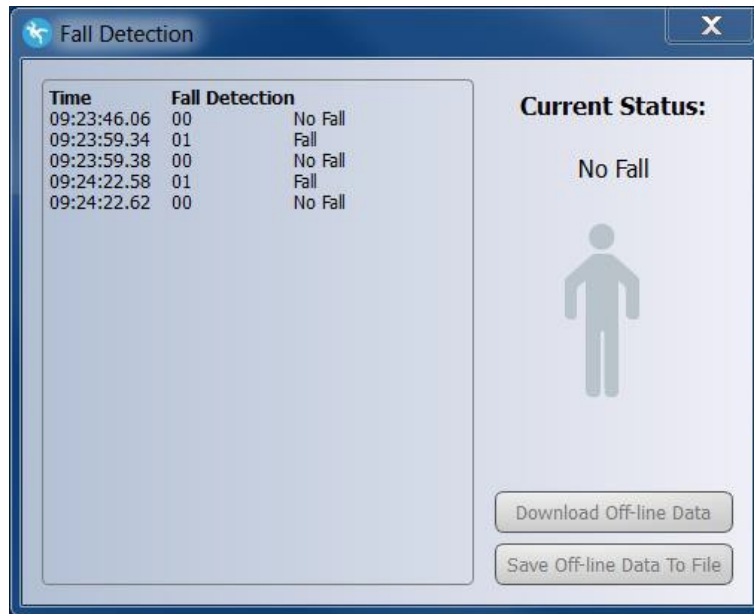 Fall Detection
X
Time Fall Detection
09:23:46.06 00 No Fall
09:23:59.34 01 Fall
09:23:59.38 00 No Fall
09:24:22.58 01 Fall
09:24:22.62 00 No Fall
Current Status:
No Fall
Download Off-line Data
Save Off-line Data To File